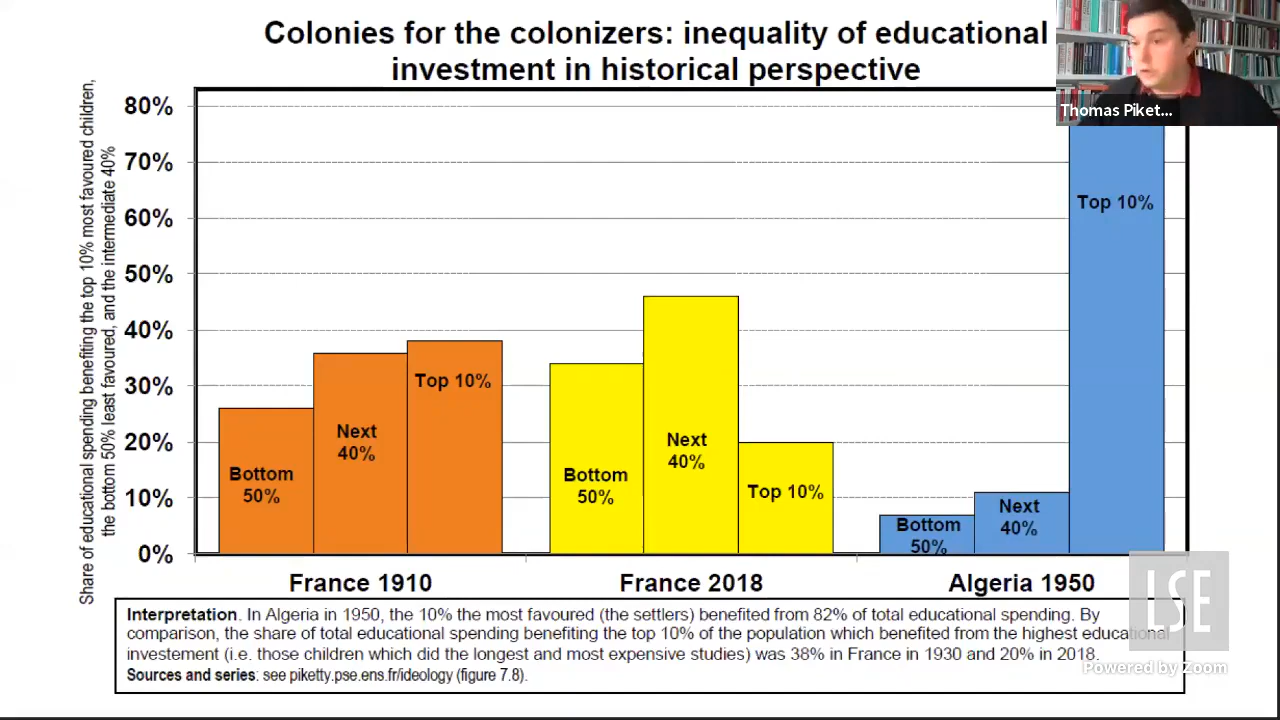 Colonies for the colonizers: inequality of educational
investment in historical perspective
Thomas Piket...
Share of educational spending benefiting the top 10% most favoured children,
the bottom 50% least favoured, and the intermediate 40%
80%
70%
60%
50%
40%
30%
20%
10%
0%
Bottom
50%
Next
40%
Top 10%
Bottom
50%
Next
40%
Top 10%
Bottom
50%
Next
40%
Top 10%
France 1910
France 2018
Algeria 1950
Interpretation. In Algeria in 1950, the 10% the most favoured (the settlers) benefited from 82% of total educational spending. By
comparison, the share of total educational spending benefiting the top 10% of the population which benefited from the highest educational
investement (i.e. those children which did the longest and most expensive studies) was 38% in France in 1930 and 20% in 2018.
Sources and series: see piketty.pse.ens.fr/ideology (figure 7.8).
LSE
Powered by Zoom